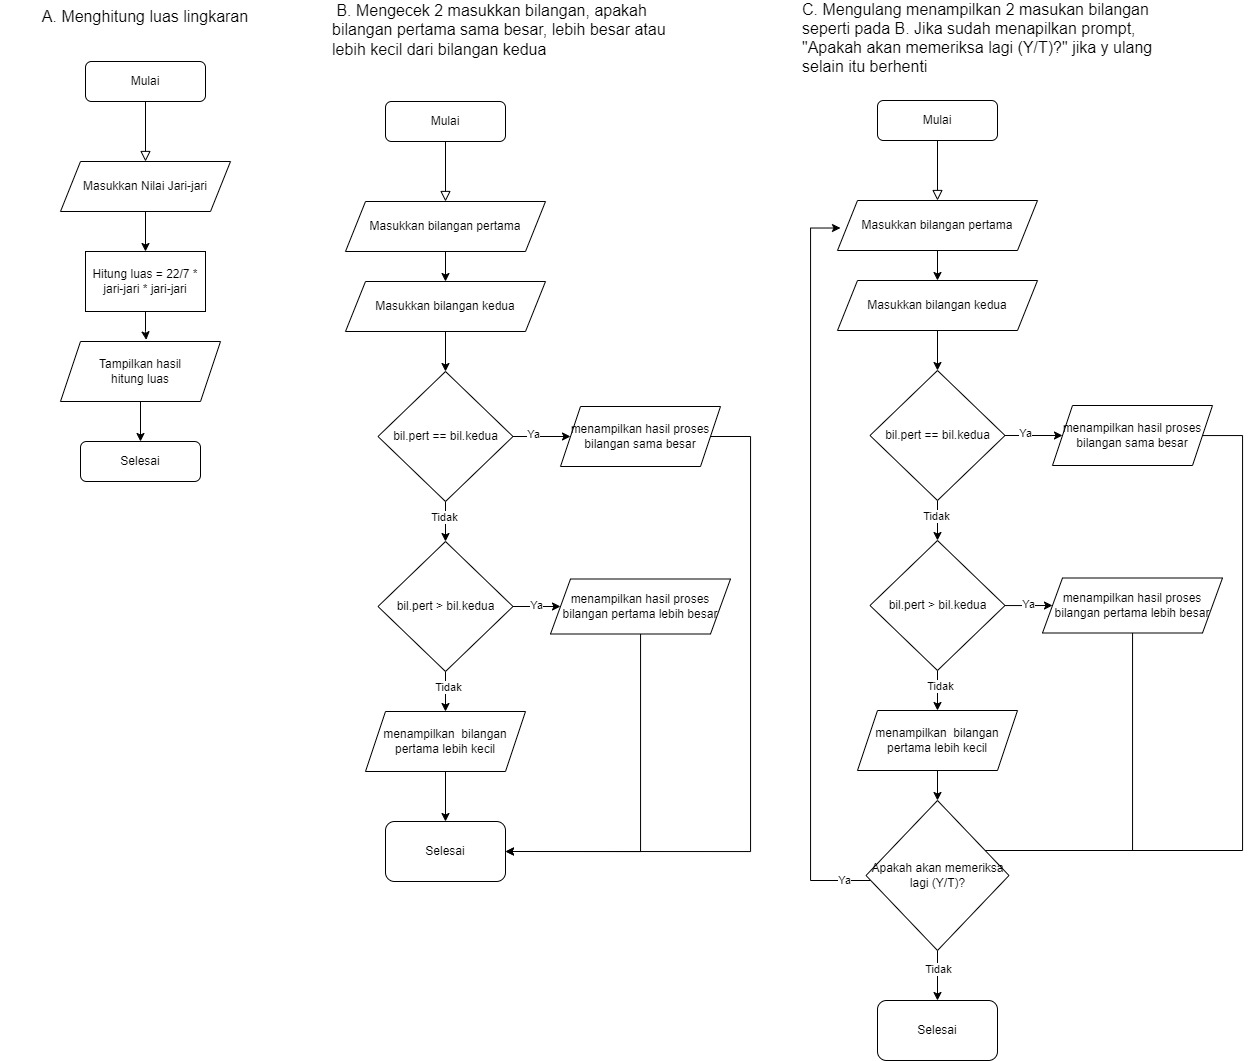 A. Menghitung luas lingkaran
Mulai
Masukkan Nilai Jari-jari
Hitung luas = 22/7 *
jari-jari * jari-jari
Tampilkan hasil
hitung luas
Selesai
B. Mengecek 2 masukkan bilangan, apakah
bilangan pertama sama besar, lebih besar atau
lebih kecil dari bilangan kedua
Mulai
Masukkan bilangan pertama
Masukkan bilangan kedua
bil.pert == bil.kedua
Ya
menampilkan hasil proses
bilangan sama besar
Tidak
bil.pert > bil.kedua
Ya
menampilkan hasil proses
bilangan pertama lebih besar
Tidak
menampilkan bilangan
pertama lebih kecil
Selesai
C. Mengulang menampilkan 2 masukan bilangan
seperti pada B. Jika sudah menapilkan prompt,
"Apakah akan memeriksa lagi (Y/T)?" jika y ulang
selain itu berhenti
Mulai
Masukkan bilangan pertama
Masukkan bilangan kedua
bil.pert == bil.kedua
Ya
menampilkan hasil proses
bilangan sama besar
Tidak
bil.pert > bil.kedua
Ya
menampilkan hasil proses
bilangan pertama lebih besar
Tidak
menampilkan bilangan
pertama lebih kecil
Apakah akan memeriksa
lagi (Y/T)?
Ya
Tidak
Selesai